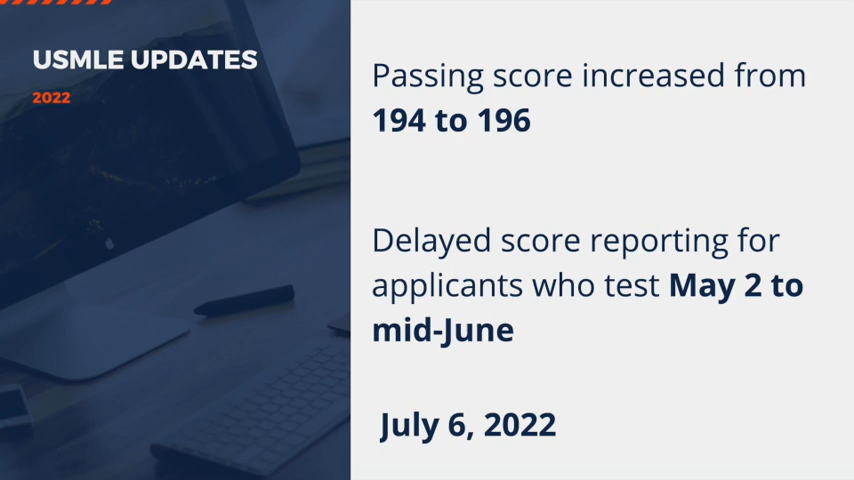 USMLE UPDATES
2022
Passing score increased from
194 to 196
Delayed score reporting for
applicants who test May 2 to
mid-June
July 6, 2022